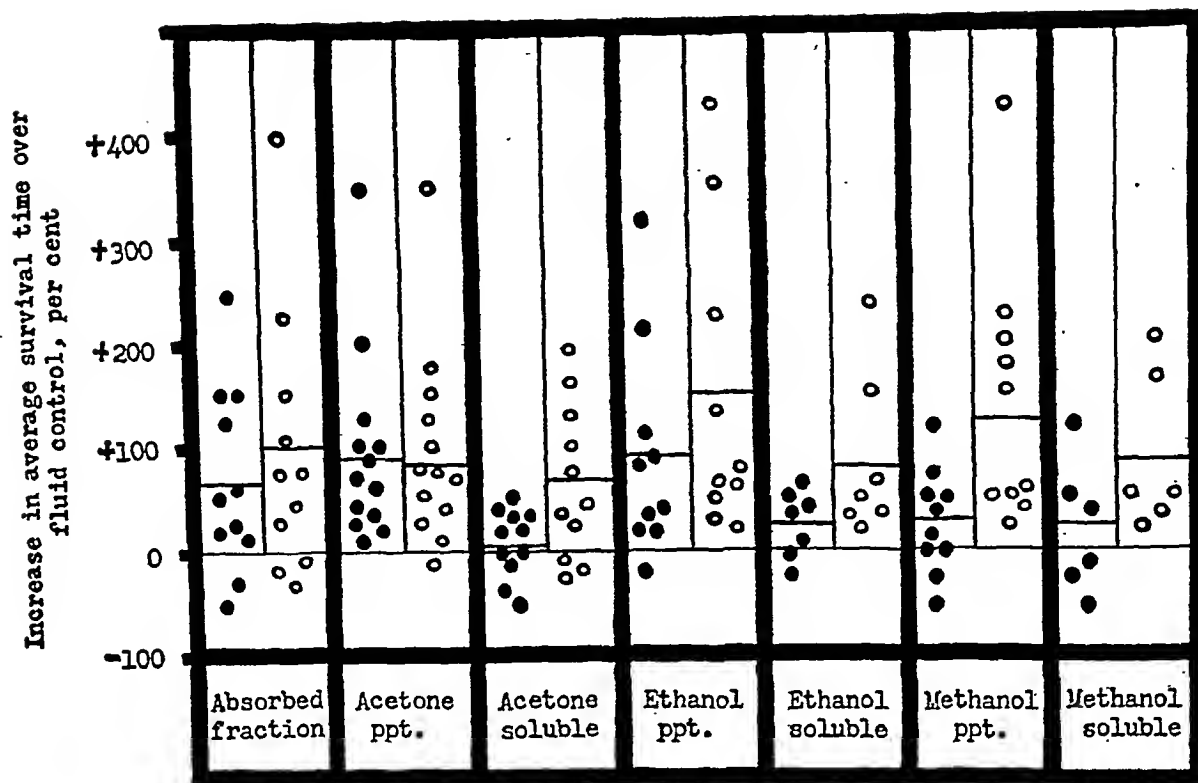 Increase in average survival time over
fluid control, per cent
+400
+300
+200
+100
0
-100
Absorbed
fraction
Acetone
ppt.
Acetone
soluble
Ethanol
ppt.
Ethanol
soluble
Methanol
ppt.
Methanol
soluble